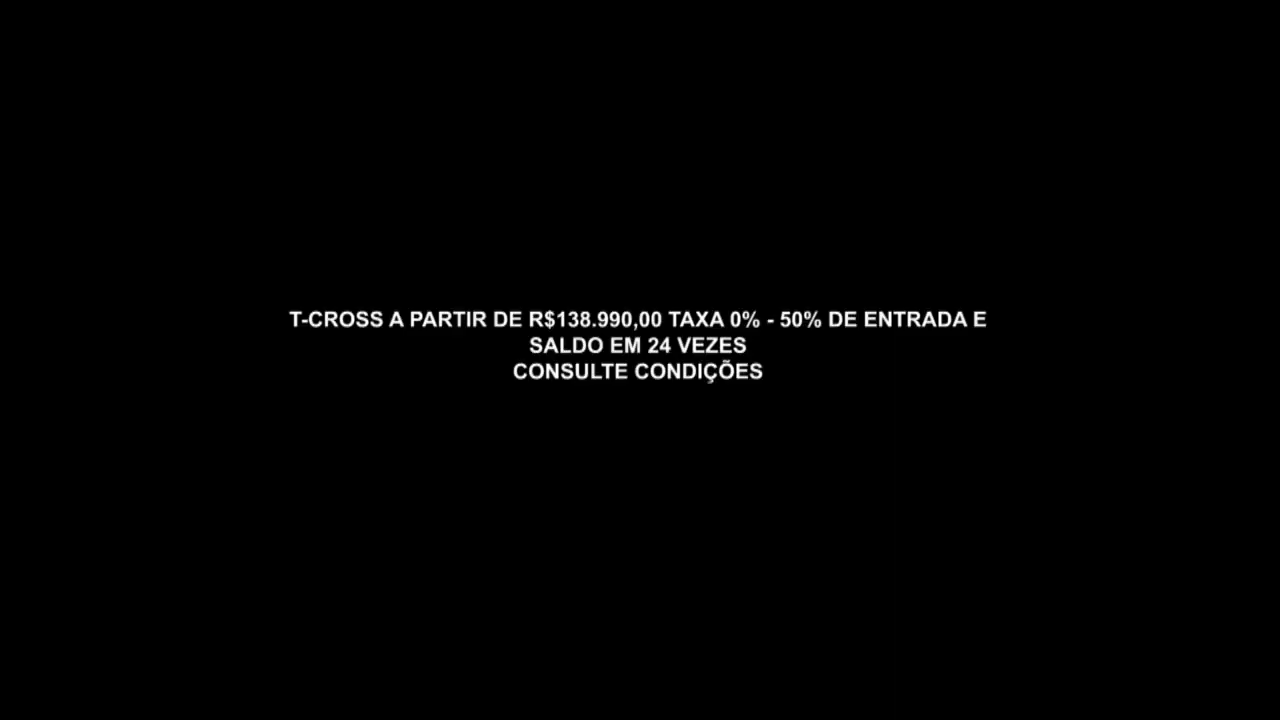 T-CROSS A PARTIR DE R$138.990,00 TAXA 0% - 50% DE ENTRADA E
SALDO EM 24 VEZES
CONSULTE CONDIÇÕES